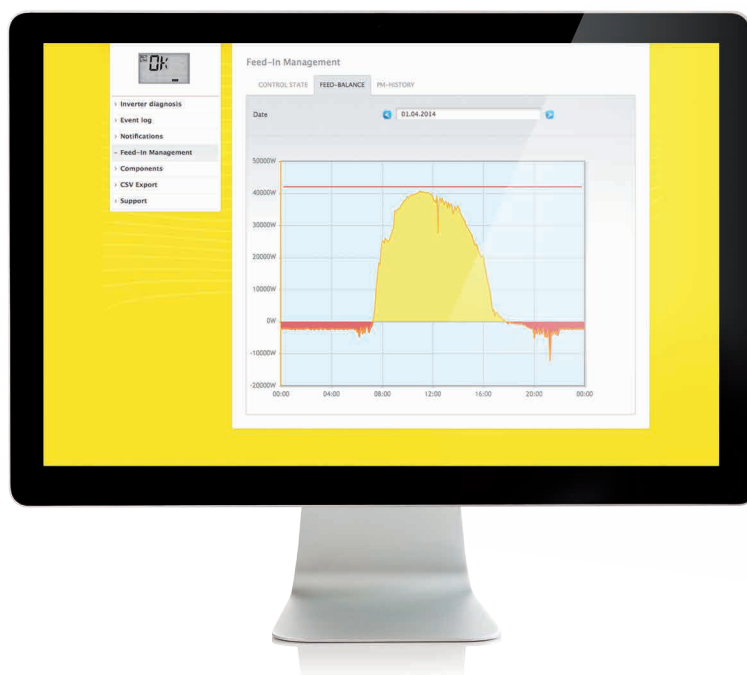 OK
Inverter diagnosis
Event log
Notifications
Feed-In Management
Components
CSV Export
Support
Feed-In Management
CONTROL STATE FEED-BALANCE PM-HISTORY
Date 01.04.2014
50000W
40000W
30000W
20000W
10000W
0W
-10000W
-20000W
00:00 04:00 08:00 12:00 16:00 20:00 00:00